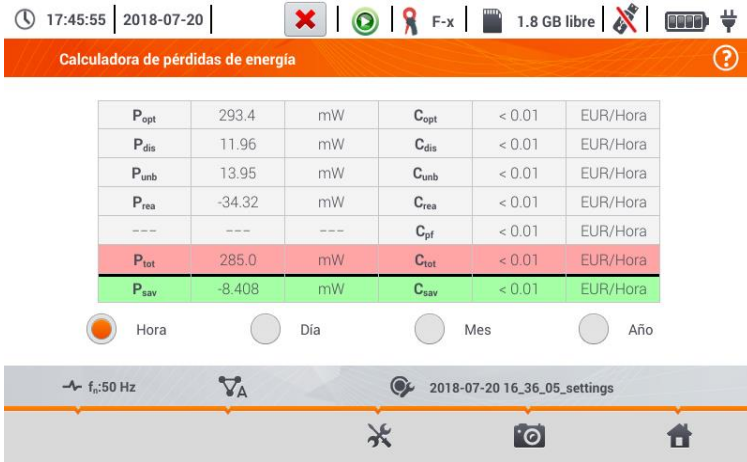 17:45:55 2018-07-20 F-x 1.8 GB libre
Calculadora de pérdidas de energía ?
Popt 293.4 mW Copt < 0.01 EUR/Hora
Pdis 11.96 mW Cdis < 0.01 EUR/Hora
Punb 13.95 mW Cunb < 0.01 EUR/Hora
Prea -34.32 mW Crea < 0.01 EUR/Hora
--- --- --- Cpf < 0.01 EUR/Hora
Ptot 285.0 mW Ctot < 0.01 EUR/Hora
Psav -8.408 mW Csav < 0.01 EUR/Hora
Hora Día Mes Año
fn:50 Hz A 2018-07-20 16_36_05_settings